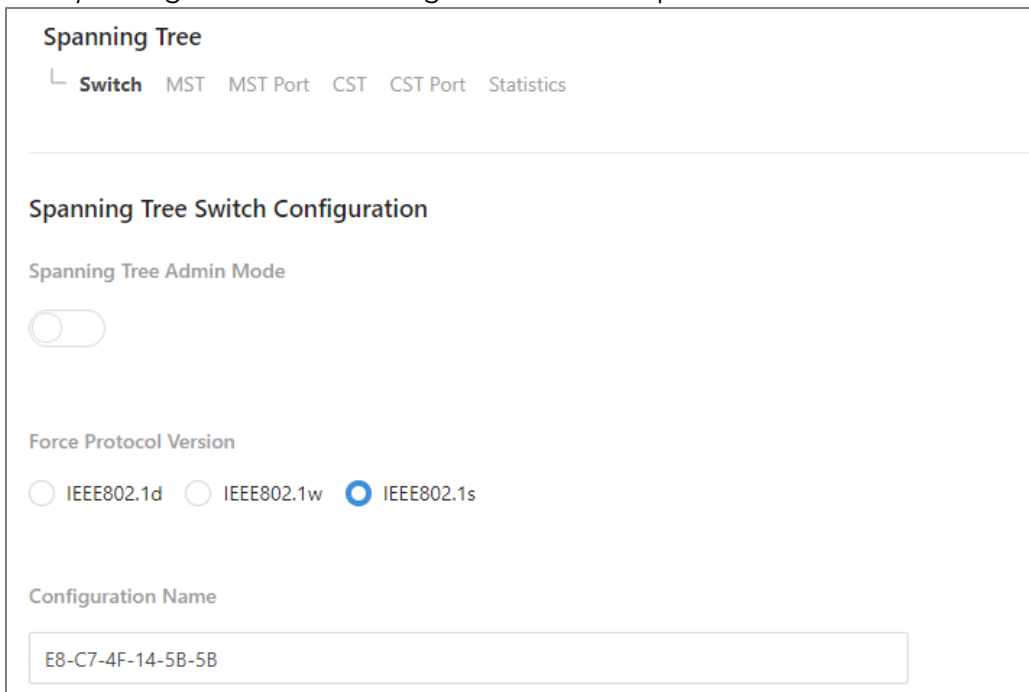 Spanning Tree
Switch MST MST Port CST CST Port Statistics
Spanning Tree Switch Configuration
Spanning Tree Admin Mode
Force Protocol Version
IEEE802.1d IEEE802.1w IEEE802.1s
Configuration Name
E8-C7-4F-14-5B-5B